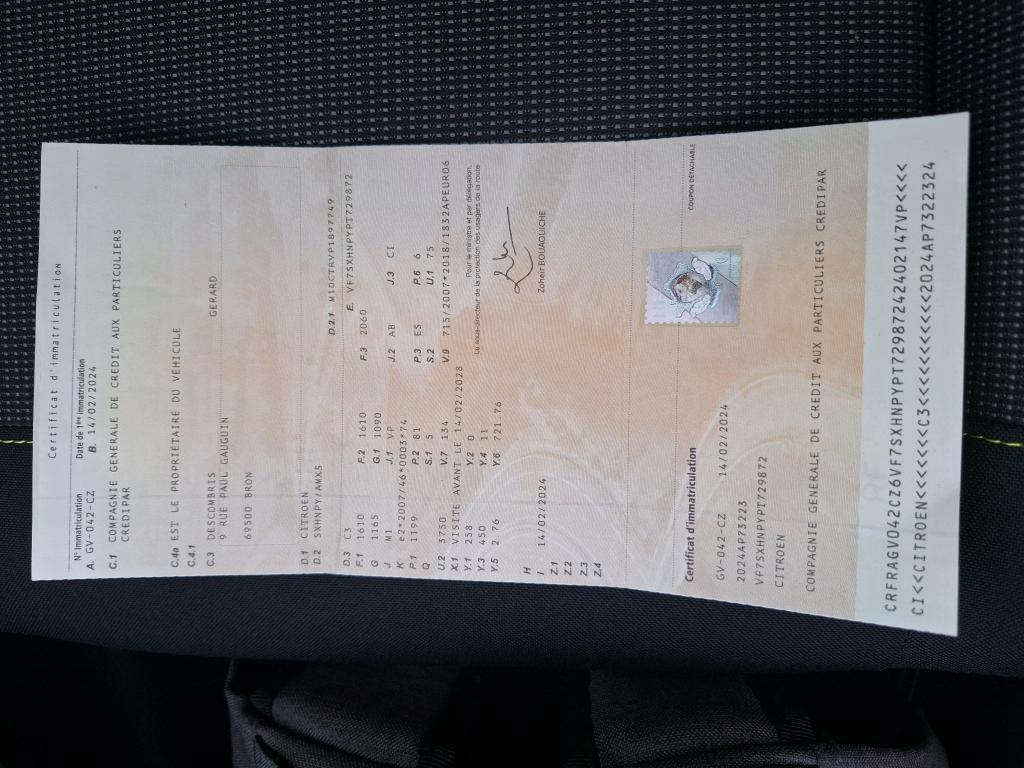 Certificat d'immatriculation
N° Immatriculation Date de 1ère Immatriculation
A. GV-042-CZ B. 14/02/2024
C.1 COMPAGNIE GENERALE DE CREDIT AUX PARTICULIERS
CREDIPAR
C.4a EST LE PROPRIÉTAIRE DU VÉHICULE
C.4.1
C.3 DESCOMBRIS GERARD
9 RUE PAUL GAUGUIN
69500 BRON
D.1 CITROEN D.2.1 M10CTRVP1897749
D.2 SXHNPY/AMXS
D.3 C3 E. VF7SXHNPYPT729872
F.1 1610 F.2 1610 F.3 2060
G 1165 G.1 1090
J M1 J.1 VP J.2 AB J.3 CI
K e2*2007/46*0003*74
P.1 1199 P.2 81 P.3 ES P.6 6
Q S.1 5 S.2 U.1 75
U.2 3750 V.7 134 V.9 715/2007*2018/1832APEURO6
X.1 VISITE AVANT LE 14/02/2028
Y.1 258 Y.2 0 Pour le ministre et par délégation,
Y.3 450 Y.4 11 Le sous-directeur de la protection des usagers de la route
Y.5 2.76 Y.6 721.76
H
I 14/02/2024 Zoheir BOUAOUICHE
Z.1
Z.2
Z.3
Z.4
COUPON DÉTACHABLE
Certificat d'immatriculation
GV-042-CZ 14/02/2024
2024AP73223
VF7SXHNPYPT729872
CITROEN
COMPAGNIE GENERALE DE CREDIT AUX PARTICULIERS CREDIPAR
CRFRAGV042CZ6VF7SXHNPYPT7298724240214​7VP<<<<
CI<<CITROEN<<<<<<<C3<<<<<<<<<<<<2024AP7322324